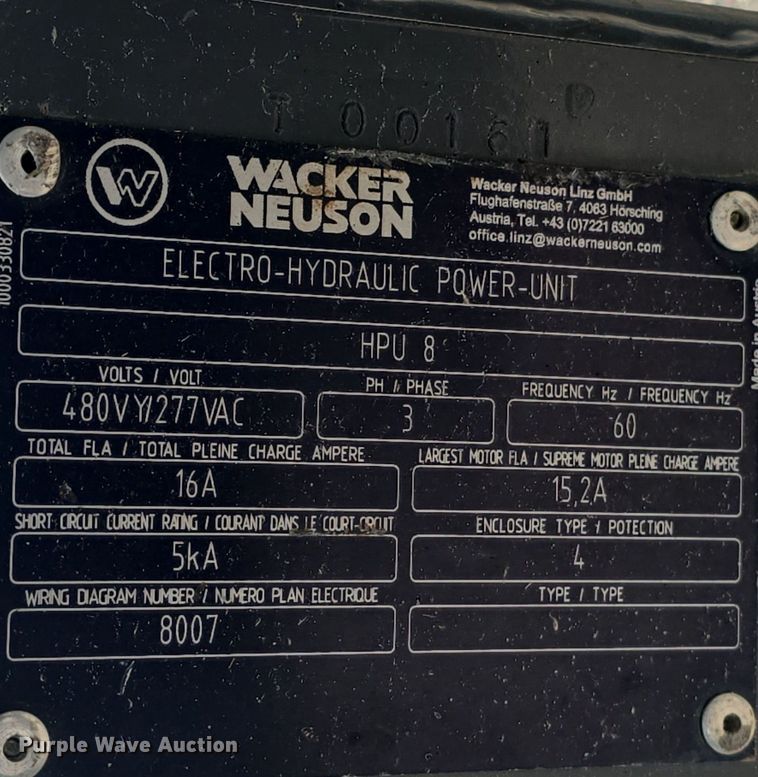 T 00161
W
WACKER
NEUSON
Wacker Neuson Linz GmbH
Flughafenstraße 7, 4063 Hörsching
Austria, Tel. +43 (0)7221 63000
office.linz@wackerneuson.com
1000330821
ELECTRO-HYDRAULIC POWER-UNIT
Made in Austria
HPU 8
VOLTS / VOLT
480VY/277VAC
PH / PHASE
3
FREQUENCY Hz / FREQUENCY Hz
60
TOTAL FLA / TOTAL PLEINE CHARGE AMPERE
16A
LARGEST MOTOR FLA / SUPREME MOTOR PLEINE CHARGE AMPERE
15,2A
SHORT CIRCUIT CURRENT RATING / COURANT DANS LE COURT-CIRCUIT
5kA
ENCLOSURE TYPE / POTECTION
4
WIRING DIAGRAM NUMBER / NUMERO PLAN ELECTRIQUE
8007
TYPE / TYPE
Purple Wave Auction